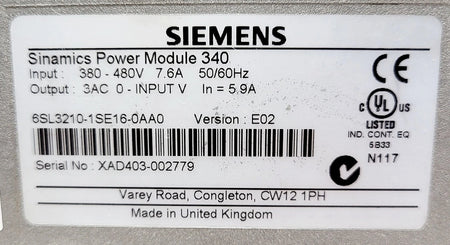 SIEMENS
Sinamics Power Module 340
Input : 380 - 480V 7.6A 50/60Hz
Output : 3AC 0 - INPUT V In = 5.9A
6SL3210-1SE16-0AA0 Version : E02
Serial No : XAD403-002779
Varey Road, Congleton, CW12 1PH
Made in United Kingdom
CE
C UL US
LISTED
IND. CONT. EQ
5B33
N117